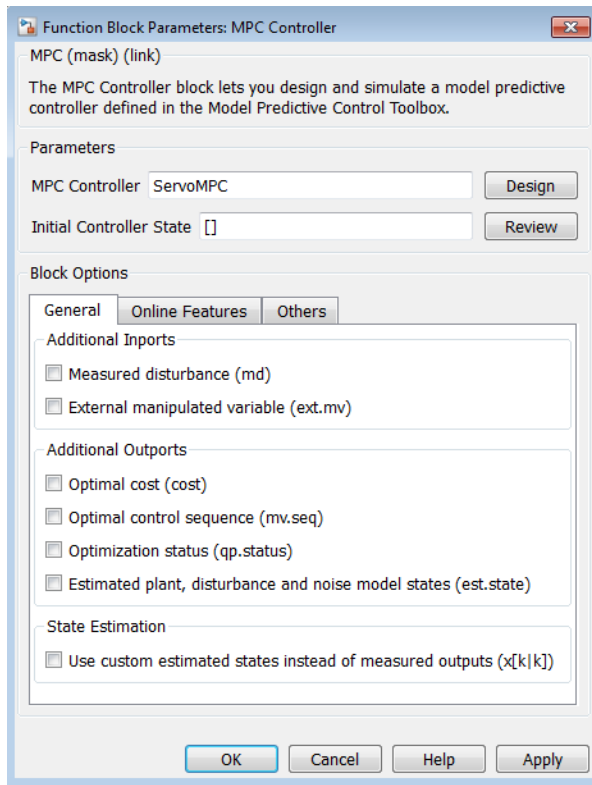 Function Block Parameters: MPC Controller
MPC (mask) (link)
The MPC Controller block lets you design and simulate a model predictive
controller defined in the Model Predictive Control Toolbox.
Parameters
MPC Controller ServoMPC Design
Initial Controller State [] Review
Block Options
General Online Features Others
Additional Inports
Measured disturbance (md)
External manipulated variable (ext.mv)
Additional Outports
Optimal cost (cost)
Optimal control sequence (mv.seq)
Optimization status (qp.status)
Estimated plant, disturbance and noise model states (est.state)
State Estimation
Use custom estimated states instead of measured outputs (x[k|k])
OK Cancel Help Apply